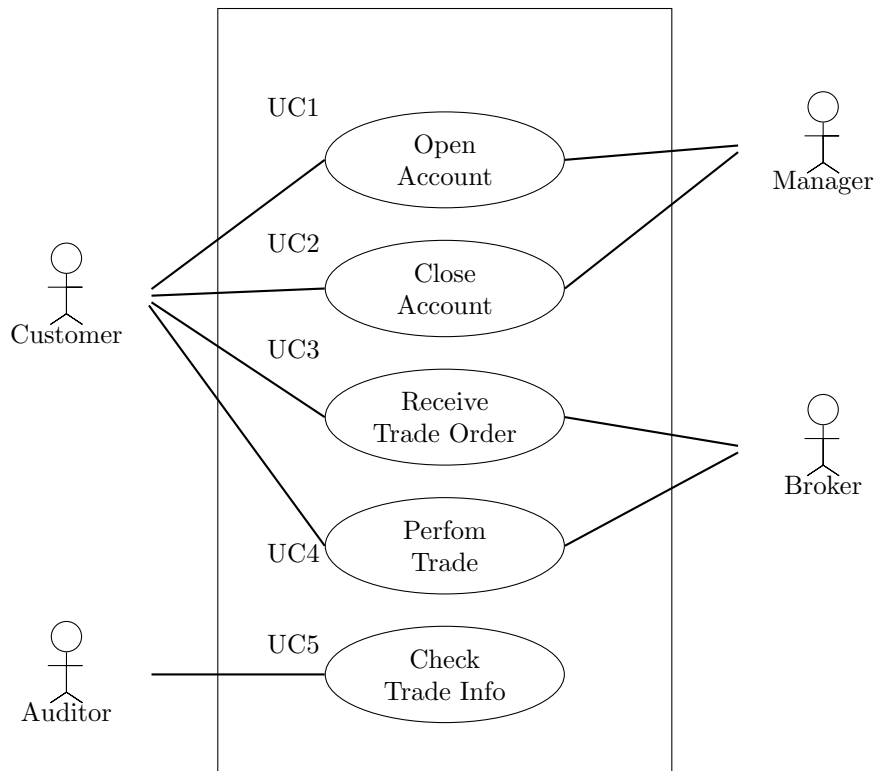 UC1
Open
Account
Manager
UC2
Close
Account
Customer
UC3
Receive
Trade Order
Broker
UC4
Perfom
Trade
UC5
Check
Trade Info
Auditor